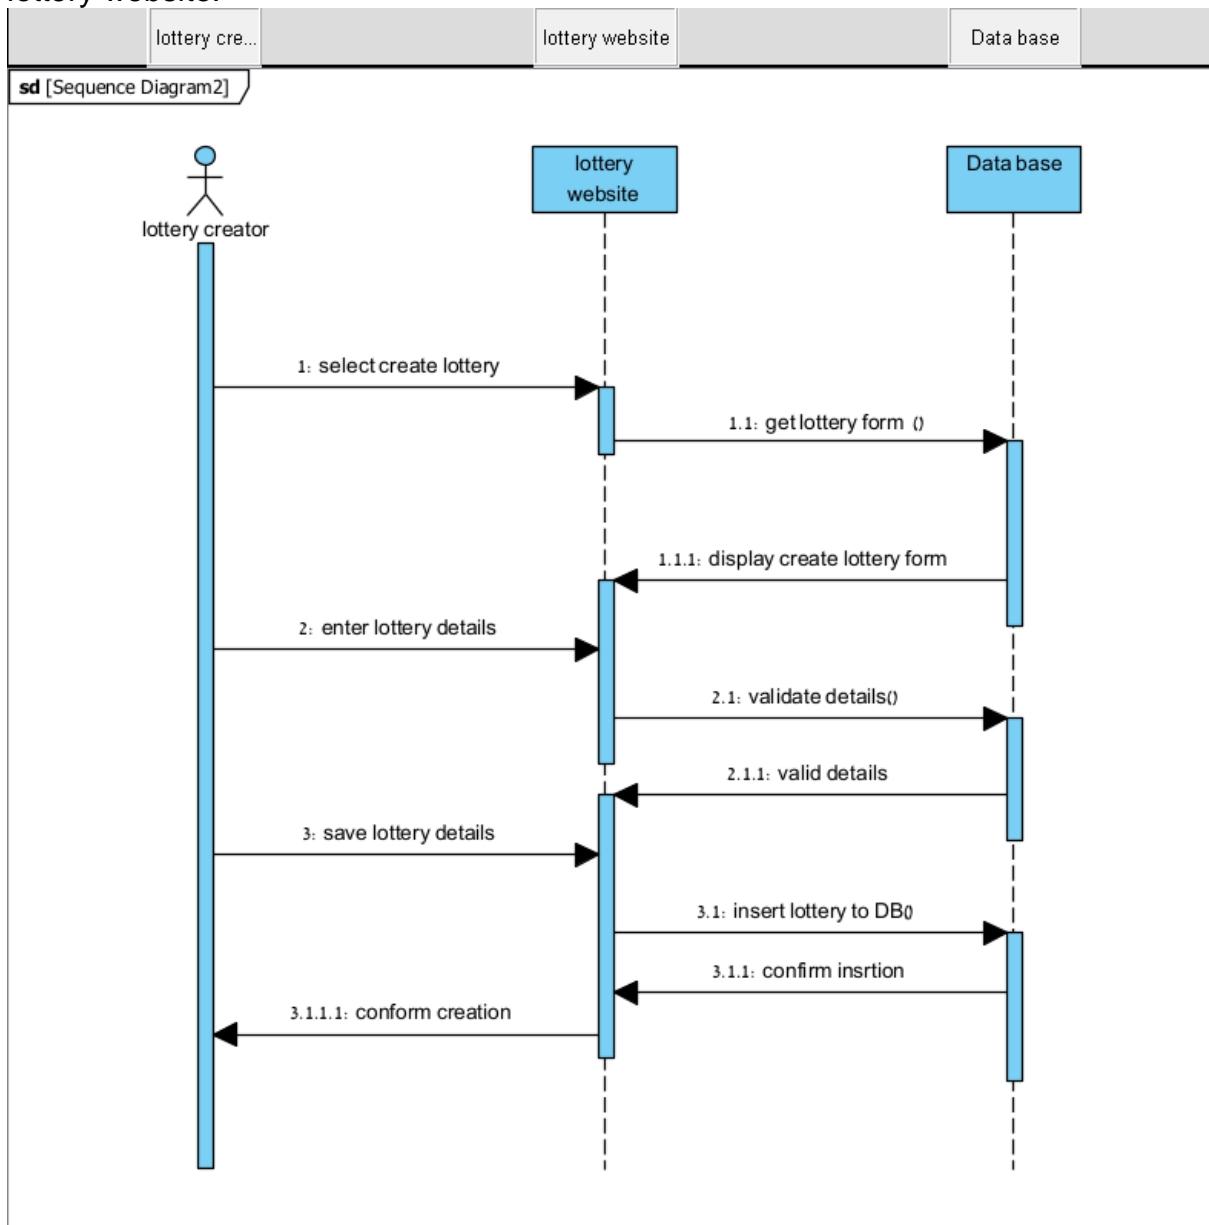 lottery website.
lottery cre...
lottery website
Data base
sd [Sequence Diagram2]
lottery
website
Data base
lottery creator
1: select create lottery
1.1: get lottery form ()
1.1.1: display create lottery form
2: enter lottery details
2.1: validate details()
2.1.1: valid details
3: save lottery details
3.1: insert lottery to DB()
3.1.1: confirm insrtion
3.1.1.1: conform creation